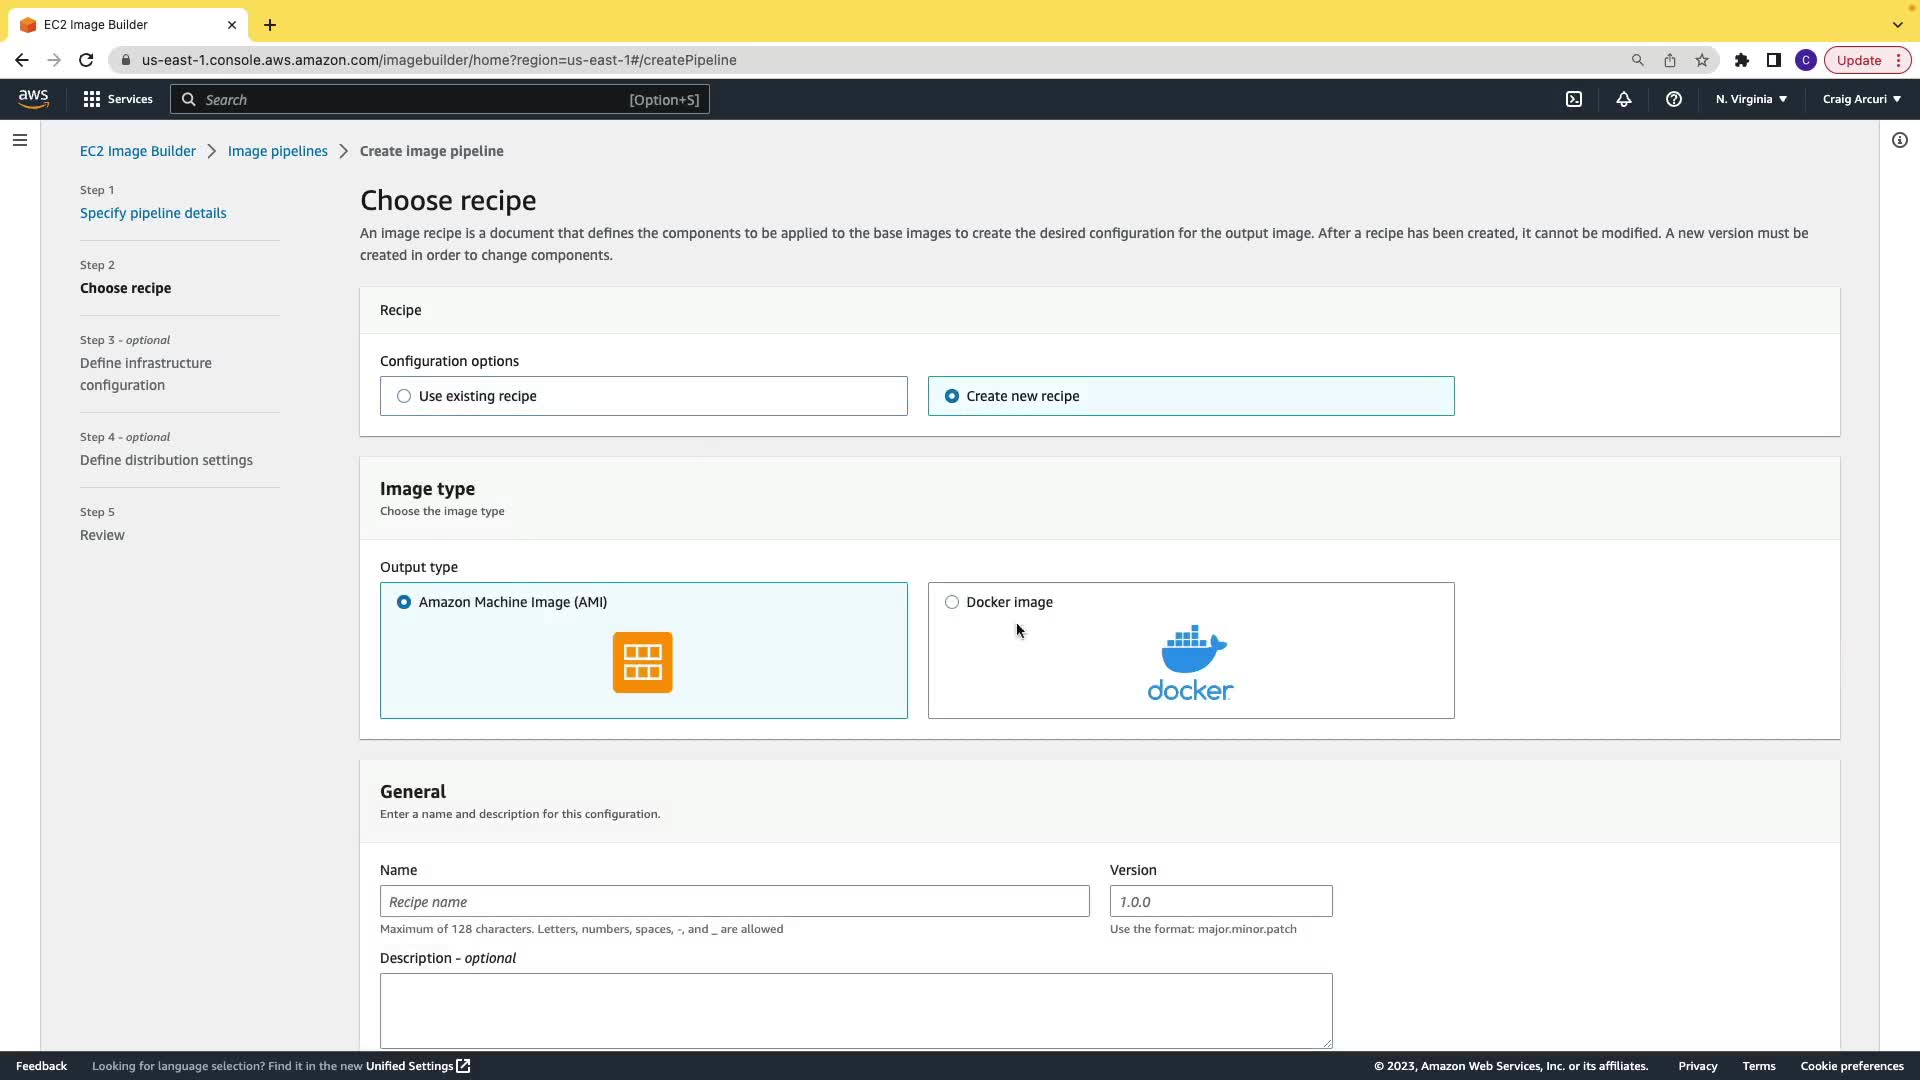 EC2 Image Builder
us-east-1.console.aws.amazon.com/imagebuilder/home?region=us-east-1#/createPipeline
C
Update
aws
Services
Search
[Option+S]
N. Virginia
Craig Arcuri
EC2 Image Builder
Image pipelines
Create image pipeline
Step 1
Specify pipeline details
Step 2
Choose recipe
Step 3 - optional
Define infrastructure
configuration
Step 4 - optional
Define distribution settings
Step 5
Review
Choose recipe
An image recipe is a document that defines the components to be applied to the base images to create the desired configuration for the output image. After a recipe has been created, it cannot be modified. A new version must be
created in order to change components.
Recipe
Configuration options
Use existing recipe
Create new recipe
Image type
Choose the image type
Output type
Amazon Machine Image (AMI)
Docker image
docker
General
Enter a name and description for this configuration.
Name
Version
Recipe name
1.0.0
Maximum of 128 characters. Letters, numbers, spaces, -, and _ are allowed
Use the format: major.minor.patch
Description - optional
Feedback
Looking for language selection? Find it in the new Unified Settings
© 2023, Amazon Web Services, Inc. or its affiliates.
Privacy
Terms
Cookie preferences